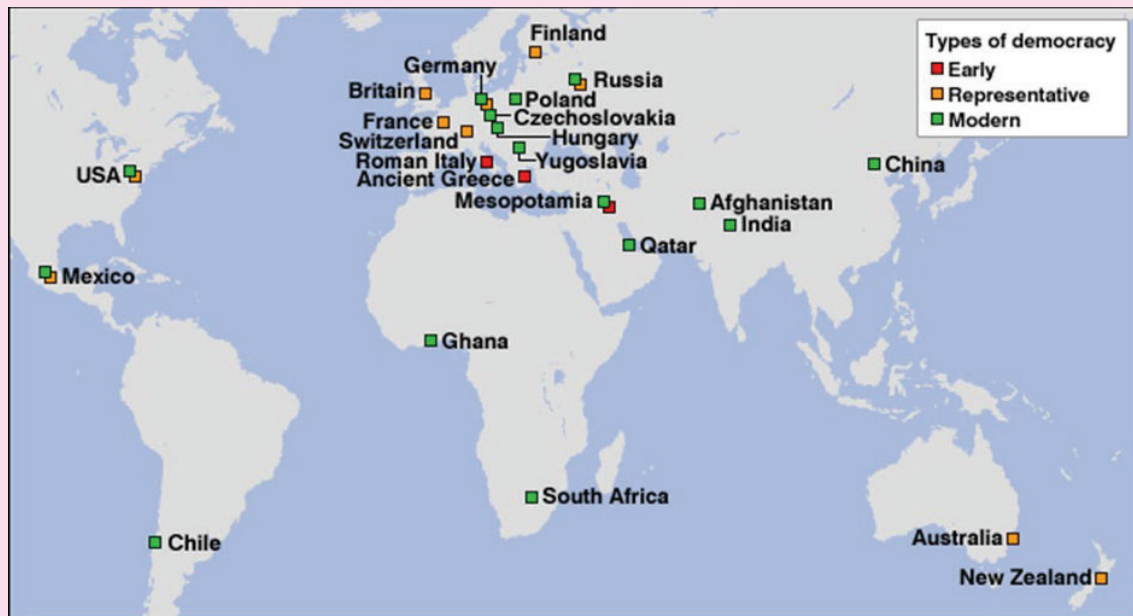 Finland
Types of democracy
Early
Representative
Modern
Germany
Russia
Britain
Poland
Czechoslovakia
France
Hungary
Switzerland
Roman Italy
Yugoslavia
China
USA
Ancient Greece
Mesopotamia
Afghanistan
India
Qatar
Mexico
Ghana
South Africa
Chile
Australia
New Zealand